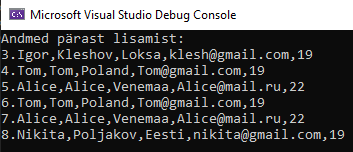 Microsoft Visual Studio Debug Console
Andmed pärast lisamist:
3.Igor,Kleshov,Loksa,klesh@gmail.com,19
4.Tom,Tom,Poland,Tom@gmail.com,19
5.Alice,Alice,Venemaa,Alice@mail.ru,22
6.Tom,Tom,Poland,Tom@gmail.com,19
7.Alice,Alice,Venemaa,Alice@mail.ru,22
8.Nikita,Poljakov,Eesti,nikita@gmail.com,19